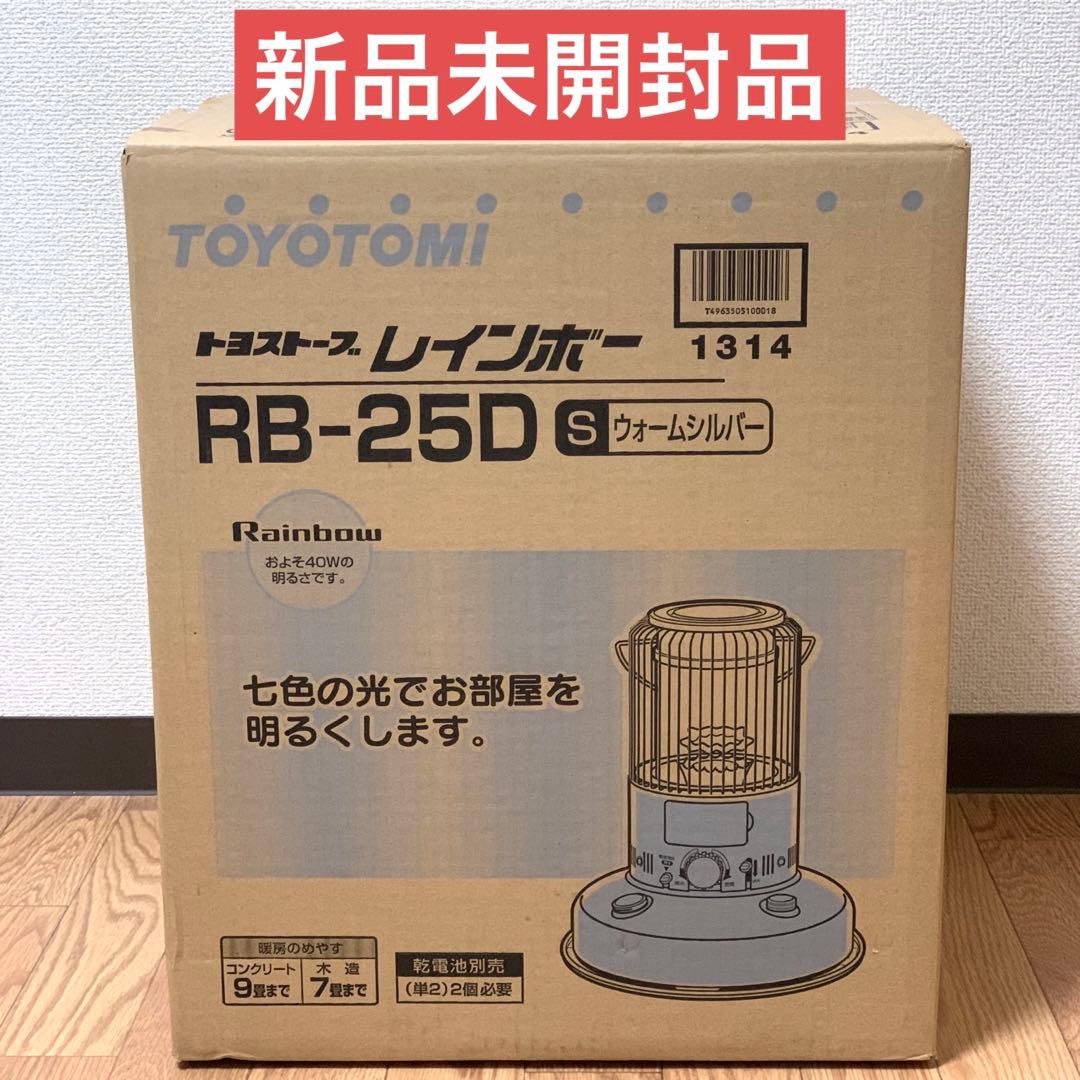 新品未開封品
TOYOTOMI
T4963505100018
トヨストーブ レインボー 1314
RB-25D S ウォームシルバー
Rainbow
およそ40Wの
明るさです。
七色の光でお部屋を
明るくします。
暖房のめやす
コンクリート 木造
9畳まで 7畳まで
乾電池別売
(単2)2個必要